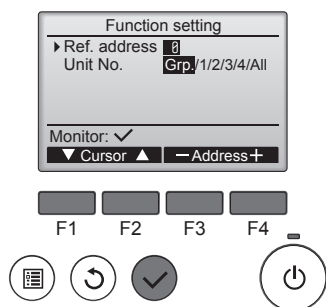 Function setting
Ref. address 0
Unit No. Grp./1/2/3/4/All
Monitor:
Cursor −Address+
F1 F2 F3 F4